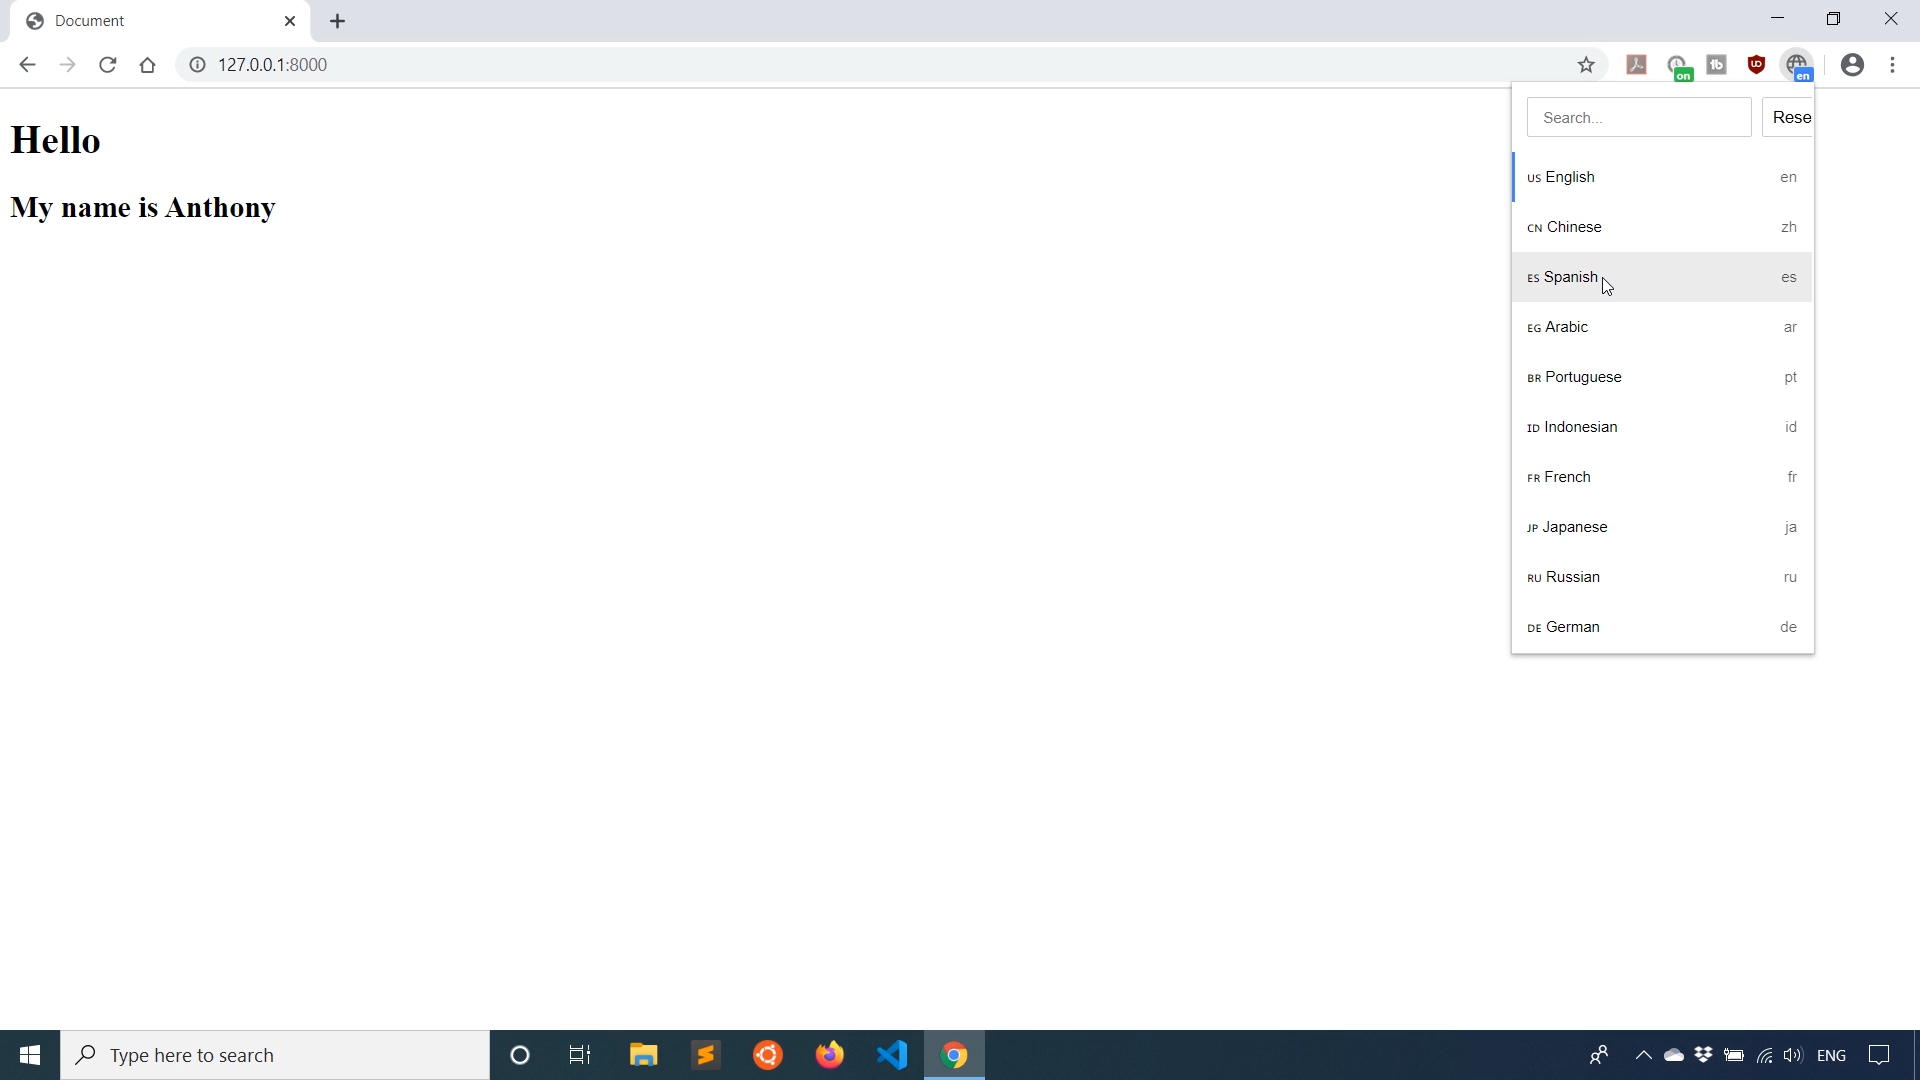 Document
127.0.0.1:8000
on
tb
UD
en
Hello
My name is Anthony
Search...
Rese
US English en
CN Chinese zh
ES Spanish es
EG Arabic ar
BR Portuguese pt
ID Indonesian id
FR French fr
JP Japanese ja
RU Russian ru
DE German de
Type here to search
ENG